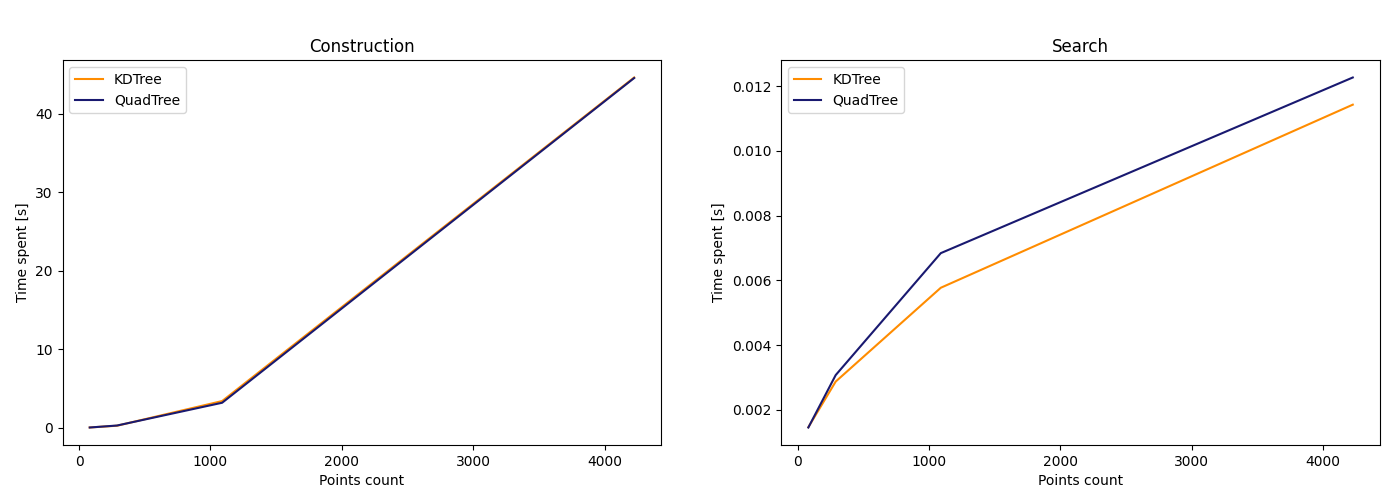 Construction
KDTree
QuadTree
40
30
20
10
0
Time spent [s]
0 1000 2000 3000 4000
Points count
Search
KDTree
QuadTree
0.012
0.010
0.008
0.006
0.004
0.002
Time spent [s]
0 1000 2000 3000 4000
Points count